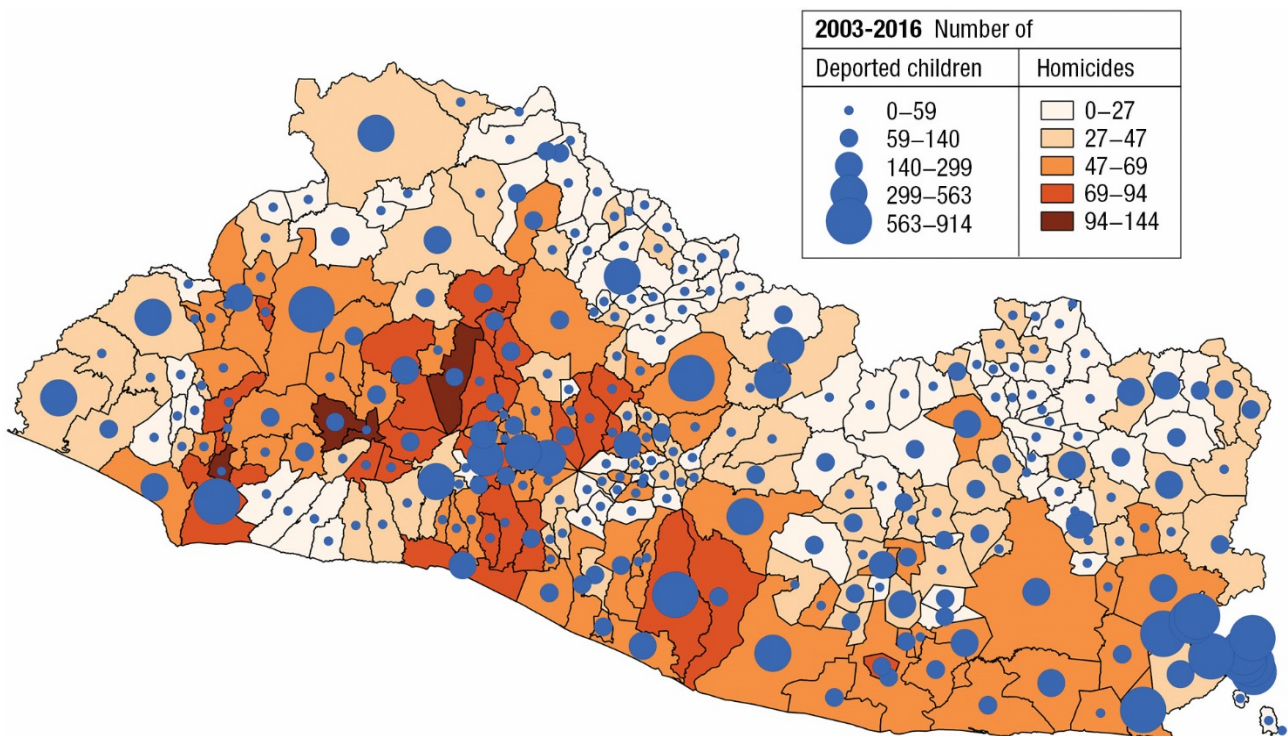 2003-2016 Number of
Deported children Homicides
0–59 0–27
59–140 27–47
140–299 47–69
299–563 69–94
563–914 94–144